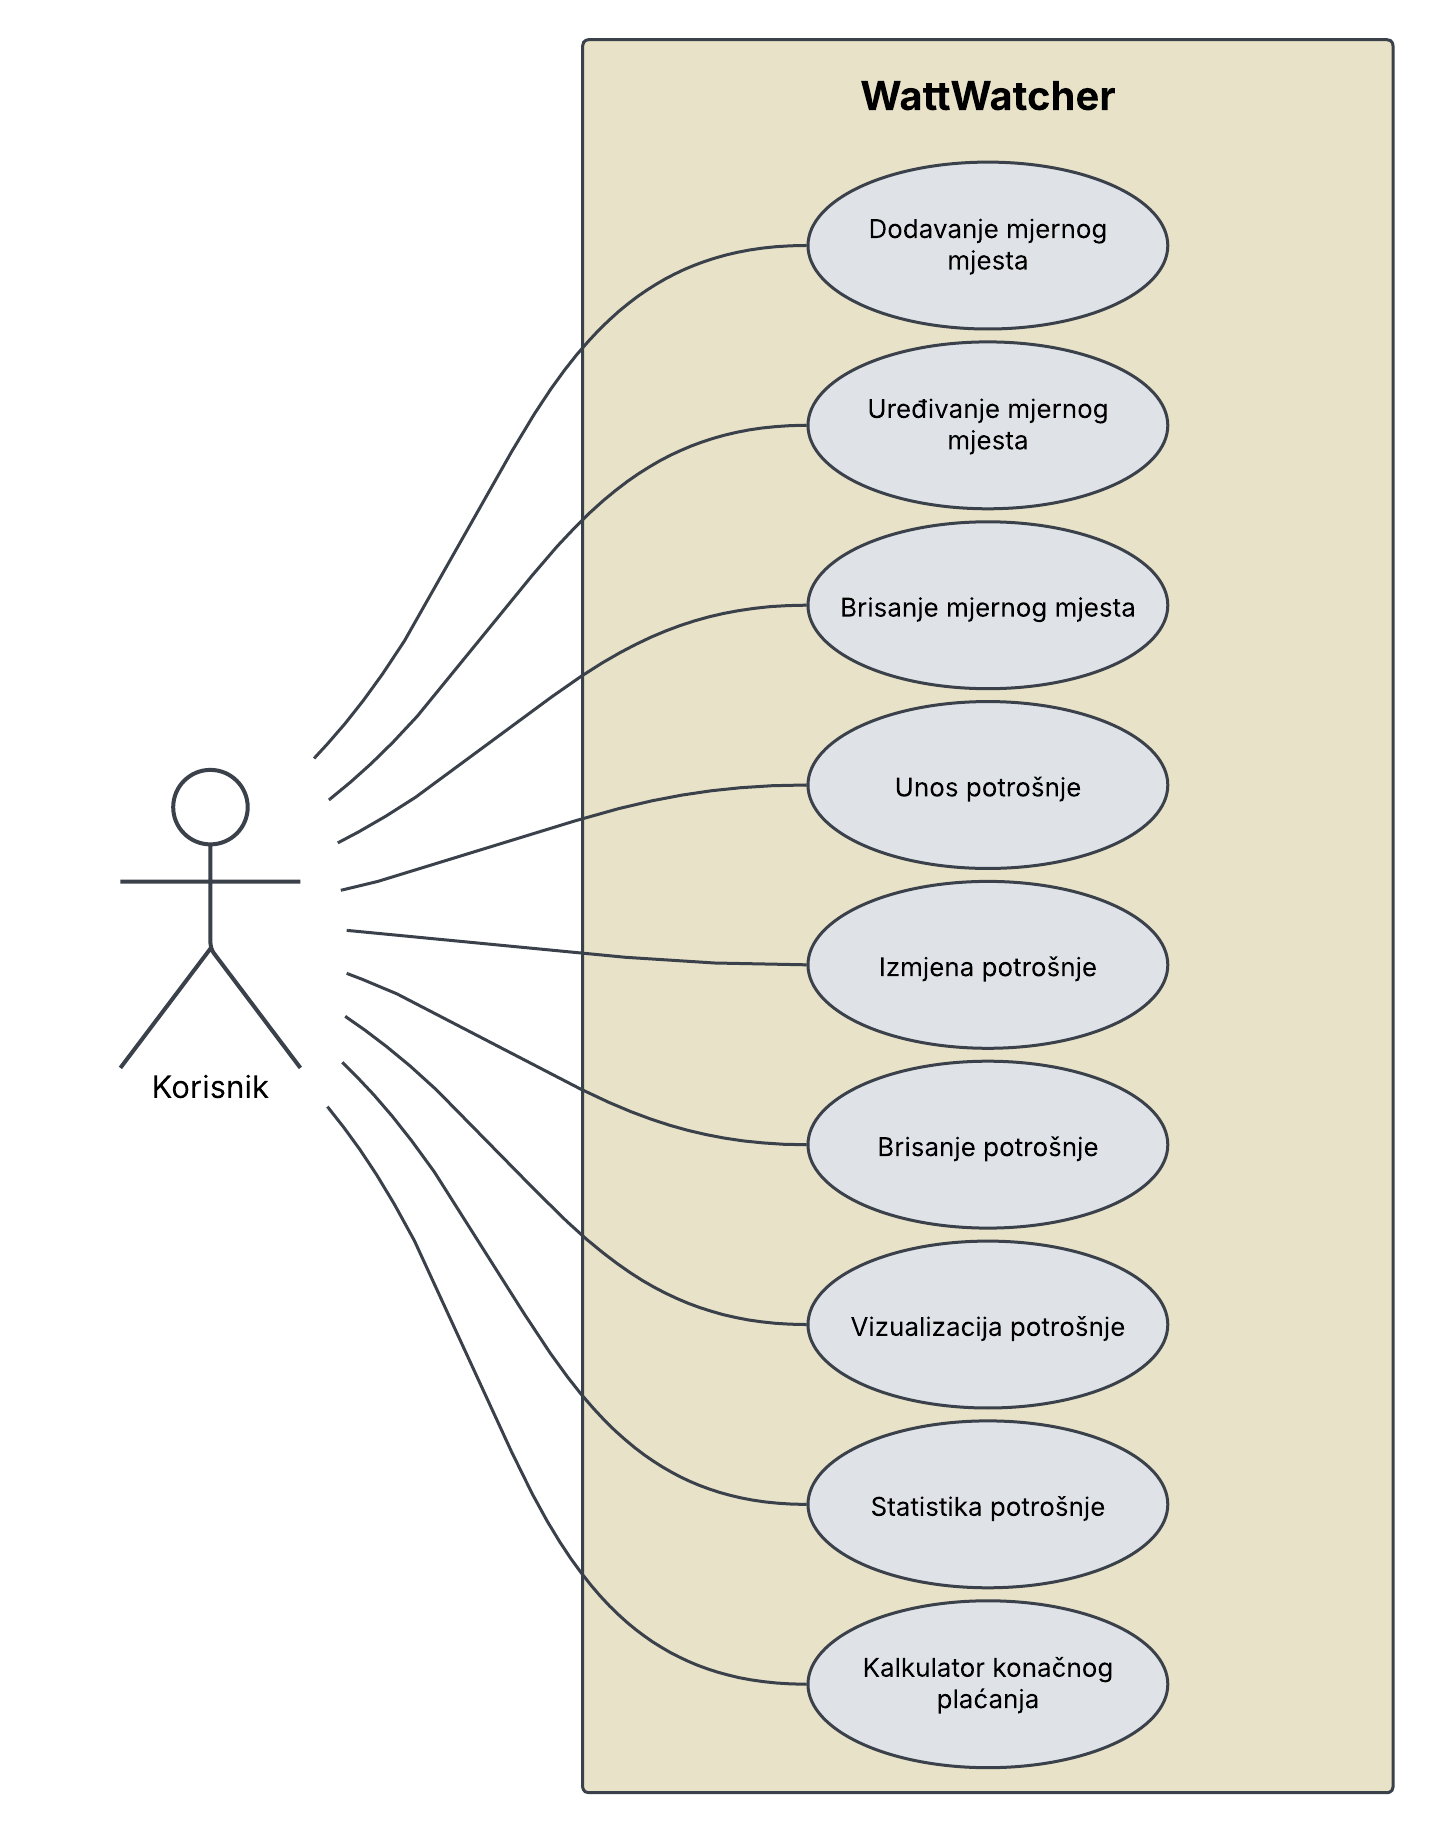 WattWatcher
Dodavanje mjernog
mjesta
Uređivanje mjernog
mjesta
Brisanje mjernog mjesta
Unos potrošnje
Izmjena potrošnje
Korisnik
Brisanje potrošnje
Vizualizacija potrošnje
Statistika potrošnje
Kalkulator konačnog
plaćanja